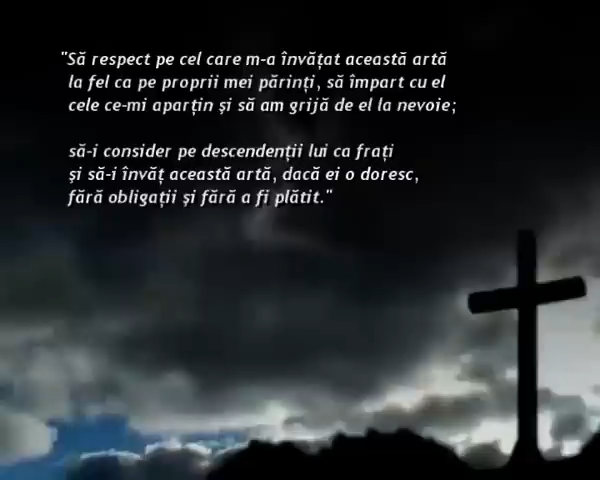 "Să respect pe cel care m-a învățat această artă
la fel ca pe proprii mei părinți, să împart cu el
cele ce-mi aparțin și să am grijă de el la nevoie;
să-i consider pe descendenții lui ca frați
și să-i învăț această artă, dacă ei o doresc,
fără obligații și fără a fi plătit."